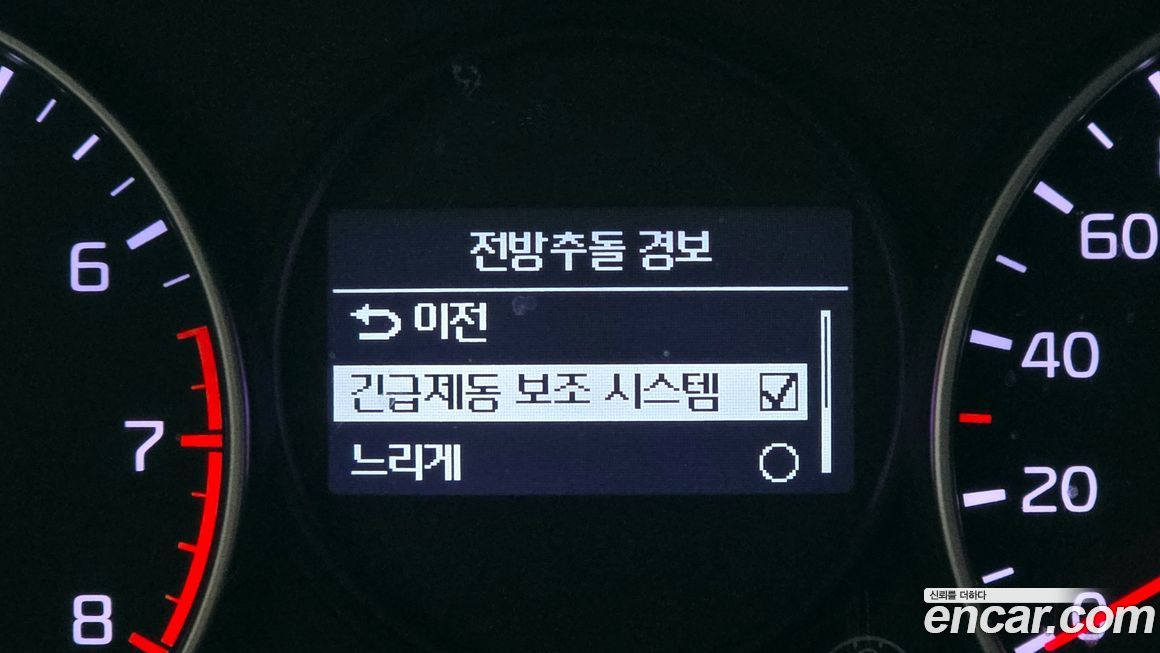 전방추돌 경보
이전
긴급제동 보조 시스템
느리게
6
7
8
60
40
20
0
신뢰를 더하다
encar.com